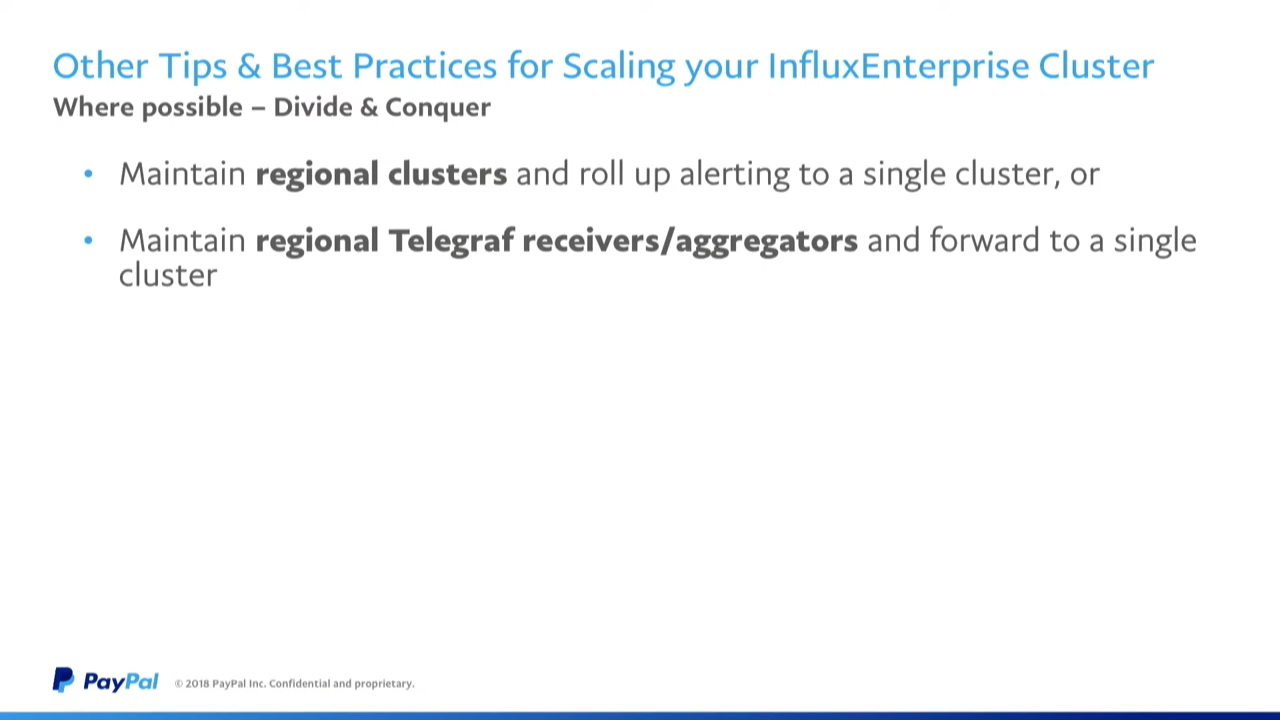 Other Tips & Best Practices for Scaling your InfluxEnterprise Cluster
Where possible – Divide & Conquer
• Maintain regional clusters and roll up alerting to a single cluster, or
• Maintain regional Telegraf receivers/aggregators and forward to a single
cluster
PayPal © 2018 PayPal Inc. Confidential and proprietary.